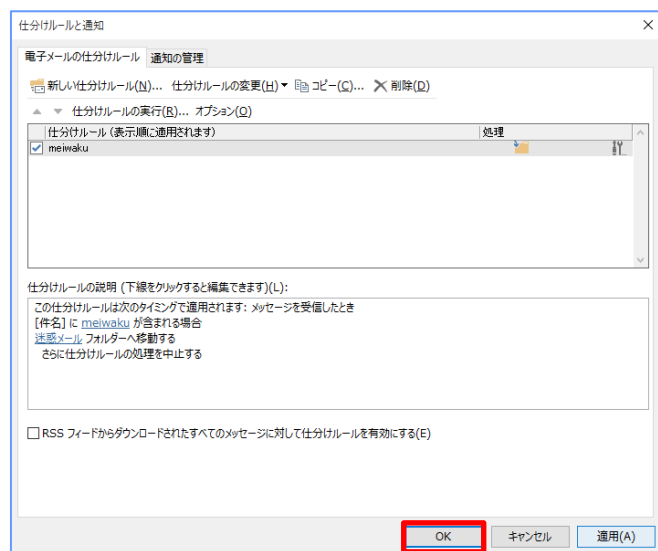 仕分けルールと通知
電子メールの仕分けルール 通知の管理
新しい仕分けルール(N)... 仕分けルールの変更(H) コピー(C)... 削除(D)
仕分けルールの実行(R)... オプション(O)
仕分けルール (表示順に適用されます) 処理
meiwaku
仕分けルールの説明 (下線をクリックすると編集できます)(L):
この仕分けルールは次のタイミングで適用されます: メッセージを受信したとき
[件名] に meiwaku が含まれる場合
迷惑メール フォルダーへ移動する
さらに仕分けルールの処理を中止する
RSS フィードからダウンロードされたすべてのメッセージに対して仕分けルールを有効にする(E)
OK キャンセル 適用(A)